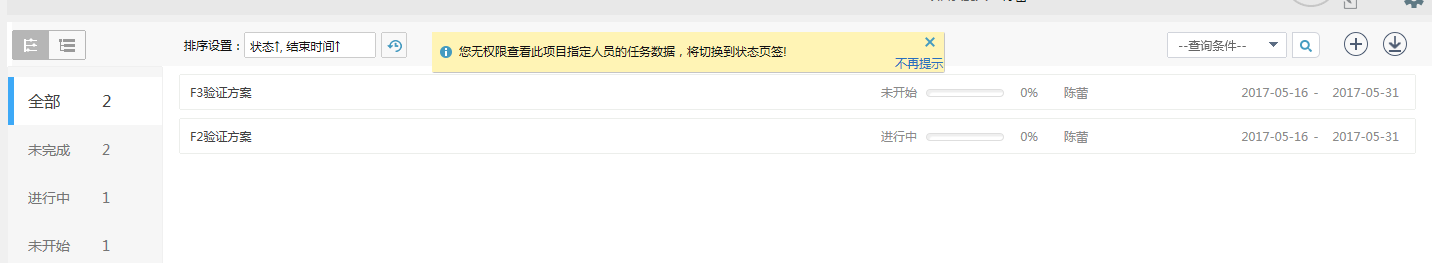 排序设置：
状态↑, 结束时间↑
您无权限查看此项目指定人员的任务数据，将切换到状态页签!
不再提示
--查询条件--
全部 2
未完成 2
进行中 1
未开始 1
F3验证方案 未开始 0% 陈蕾 2017-05-16 - 2017-05-31
F2验证方案 进行中 0% 陈蕾 2017-05-16 - 2017-05-31